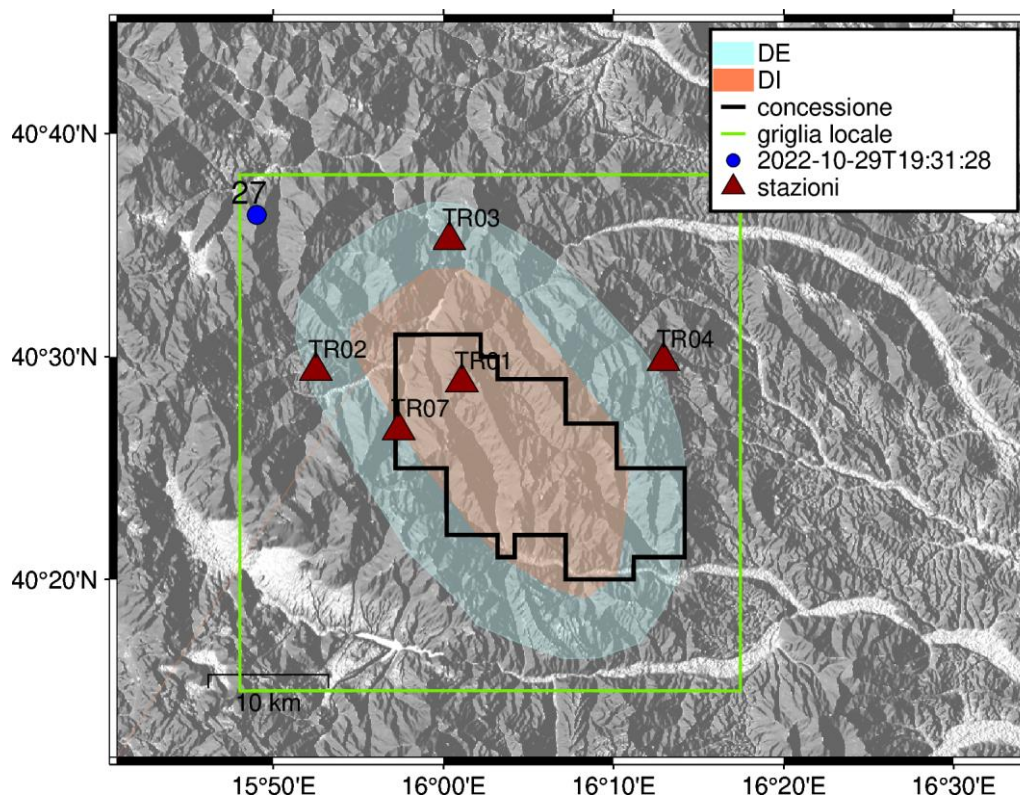 DE
DI
concessione
griglia locale
2022-10-29T19:31:28
stazioni
40°40'N
27
TR03
40°30'N
TR02
TR04
TR01
TR07
40°20'N
10 km
15°50'E
16°00'E
16°10'E
16°20'E
16°30'E